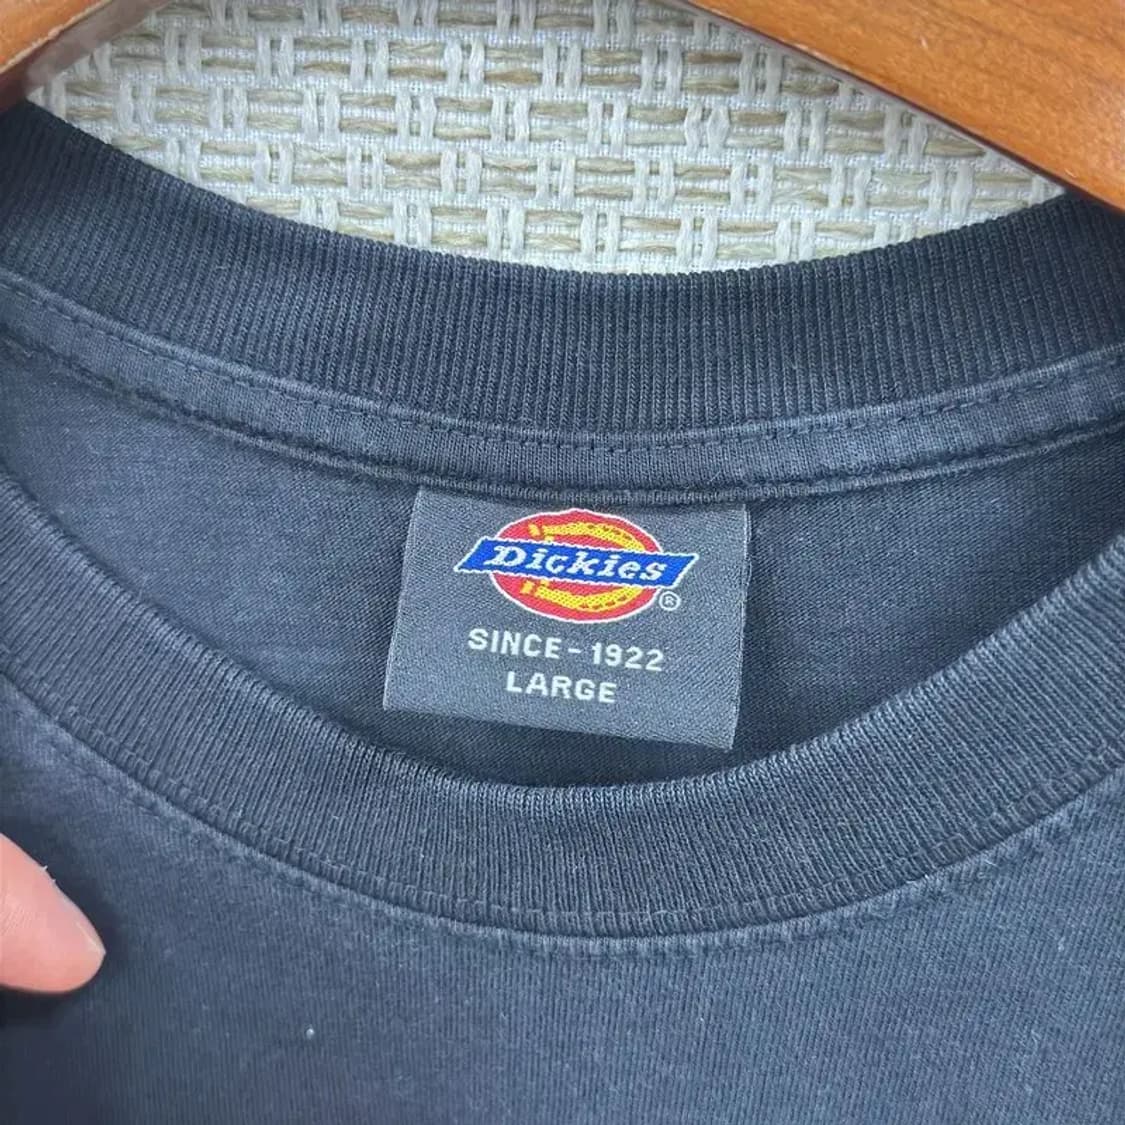 Dickies
®
SINCE - 1922
LARGE